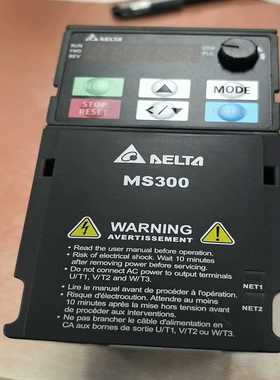 DELTA
RUN
FWD
REV
MODE
STOP
RESET
DELTA
MS300
WARNING
AVERTISSEMENT
Read the user manual before operation.
Risk of electrical shock. Wait 10 minutes
after removing power before servicing.
Do not connect AC power to output terminals
U/T1, V/T2 and W/T3.
Lire le manuel avant de procéder à l'opération.
Risque d'électrocution. Attendre au moins
10 minutes après la mise hors tension avant
de procéder aux interventions.
Ne pas brancher le câble d'alimentation en
CA aux bornes de sortie U/T1, V/T2 ou W/T3.
NET1
NET2